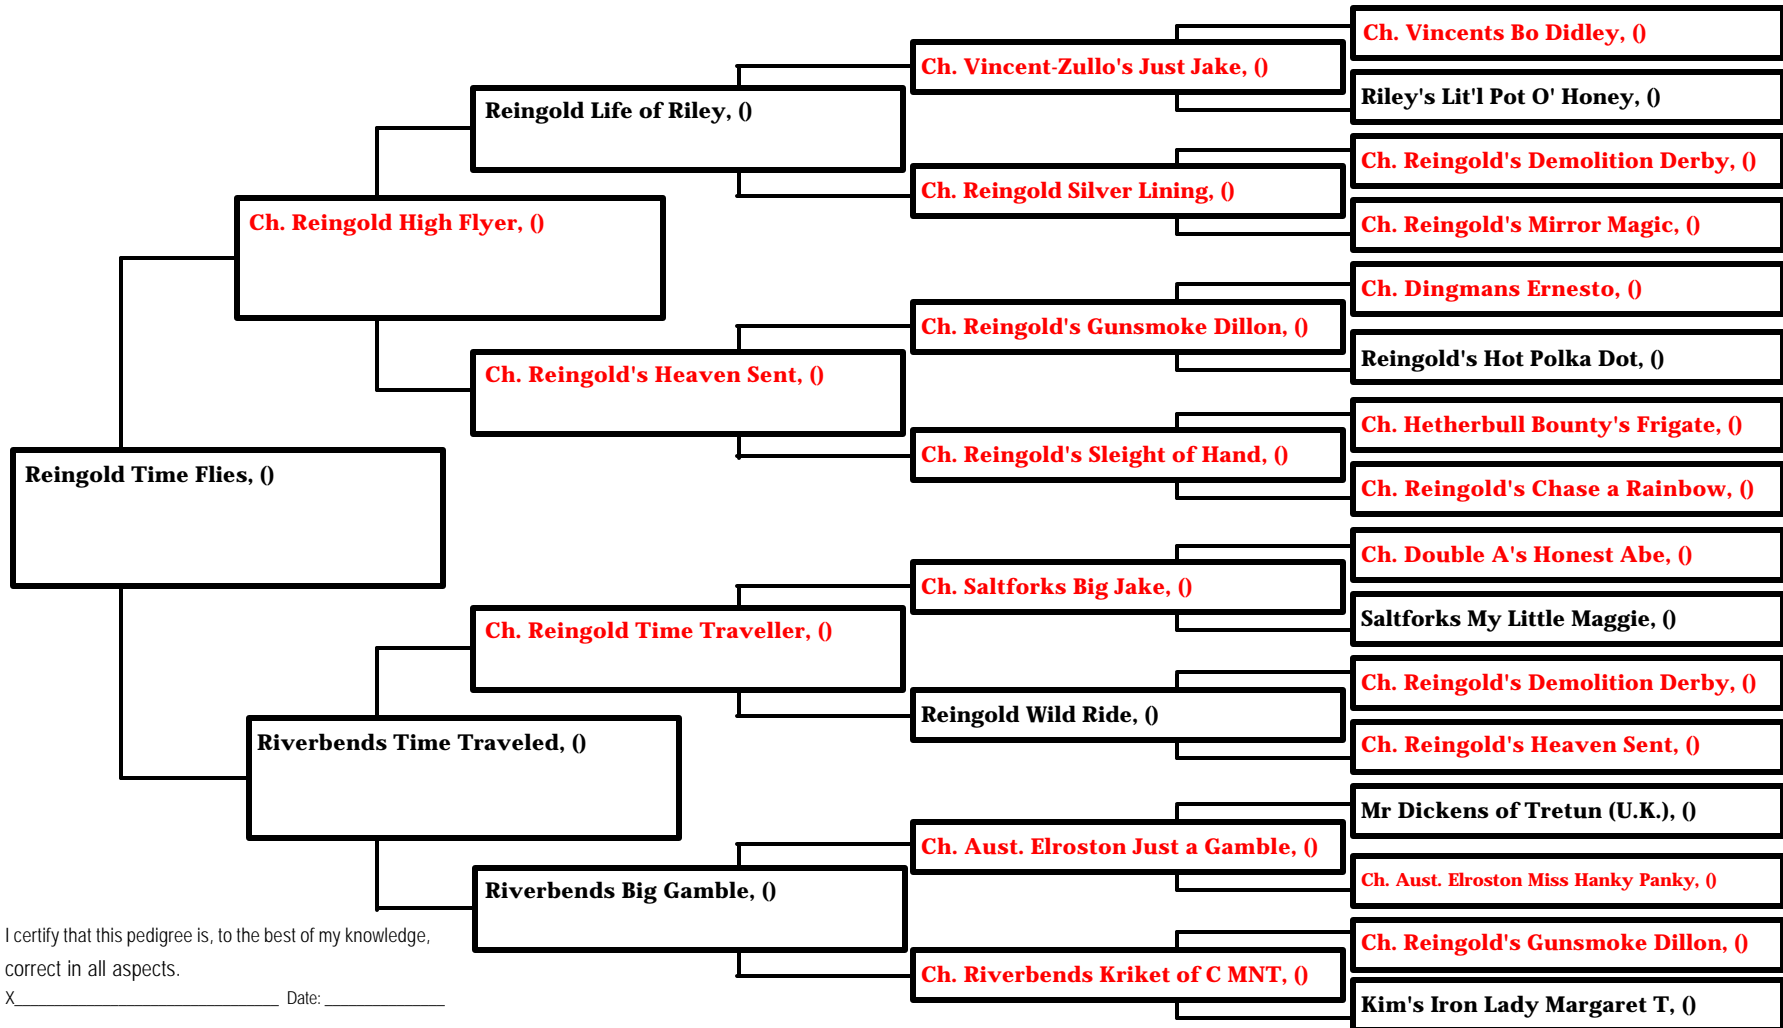 Ch. Vincents Bo Didley, ()
Ch. Vincent-Zullo's Just Jake, ()
Riley's Lit'l Pot O' Honey, ()
Reingold Life of Riley, ()
Ch. Reingold's Demolition Derby, ()
Ch. Reingold Silver Lining, ()
Ch. Reingold's Mirror Magic, ()
Ch. Reingold High Flyer, ()
Ch. Dingmans Ernesto, ()
Ch. Reingold's Gunsmoke Dillon, ()
Reingold's Hot Polka Dot, ()
Ch. Reingold's Heaven Sent, ()
Ch. Hetherbull Bounty's Frigate, ()
Ch. Reingold's Sleight of Hand, ()
Ch. Reingold's Chase a Rainbow, ()
Reingold Time Flies, ()
Ch. Double A's Honest Abe, ()
Ch. Saltforks Big Jake, ()
Saltforks My Little Maggie, ()
Ch. Reingold Time Traveller, ()
Ch. Reingold's Demolition Derby, ()
Reingold Wild Ride, ()
Ch. Reingold's Heaven Sent, ()
Riverbends Time Traveled, ()
Mr Dickens of Tretun (U.K.), ()
Ch. Aust. Elroston Just a Gamble, ()
Ch. Aust. Elroston Miss Hanky Panky, ()
Riverbends Big Gamble, ()
Ch. Reingold's Gunsmoke Dillon, ()
Ch. Riverbends Kriket of C MNT, ()
Kim's Iron Lady Margaret T, ()
I certify that this pedigree is, to the best of my knowledge,
correct in all aspects.
X______________________________ Date: ______________